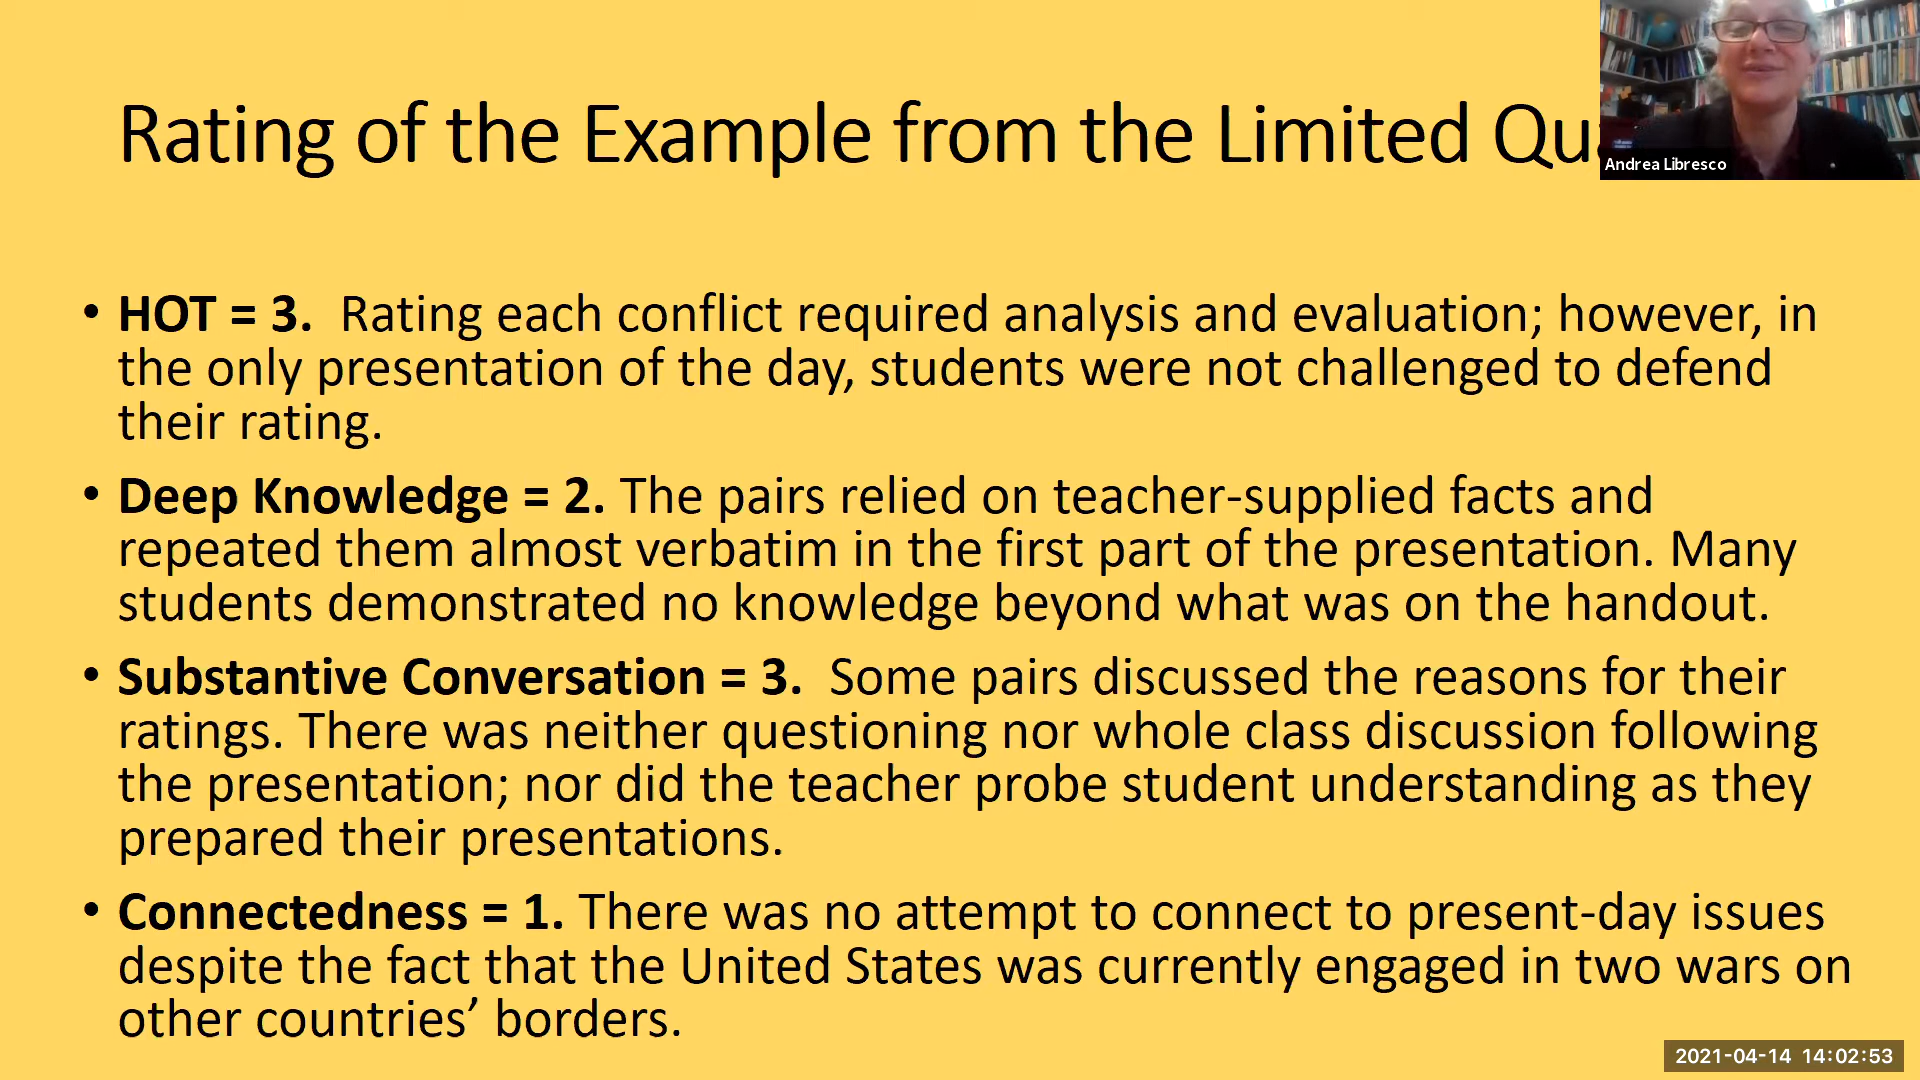 Rating of the Example from the Limited
Andrea Libresco
• HOT = 3. Rating each conflict required analysis and evaluation; however, in
the only presentation of the day, students were not challenged to defend
their rating.
• Deep Knowledge = 2. The pairs relied on teacher-supplied facts and
repeated them almost verbatim in the first part of the presentation. Many
students demonstrated no knowledge beyond what was on the handout.
• Substantive Conversation = 3. Some pairs discussed the reasons for their
ratings. There was neither questioning nor whole class discussion following
the presentation; nor did the teacher probe student understanding as they
prepared their presentations.
• Connectedness = 1. There was no attempt to connect to present-day issues
despite the fact that the United States was currently engaged in two wars on
other countries’ borders.
2021-04-14 14:02:53